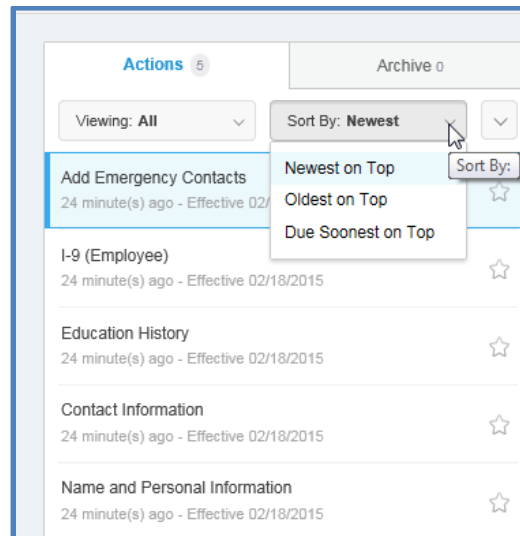 Actions 5
Archive 0
Viewing: All
Sort By: Newest
Newest on Top
Sort By:
Oldest on Top
Due Soonest on Top
Add Emergency Contacts
24 minute(s) ago - Effective 02/
I-9 (Employee)
24 minute(s) ago - Effective 02/18/2015
Education History
24 minute(s) ago - Effective 02/18/2015
Contact Information
24 minute(s) ago - Effective 02/18/2015
Name and Personal Information
24 minute(s) ago - Effective 02/18/2015